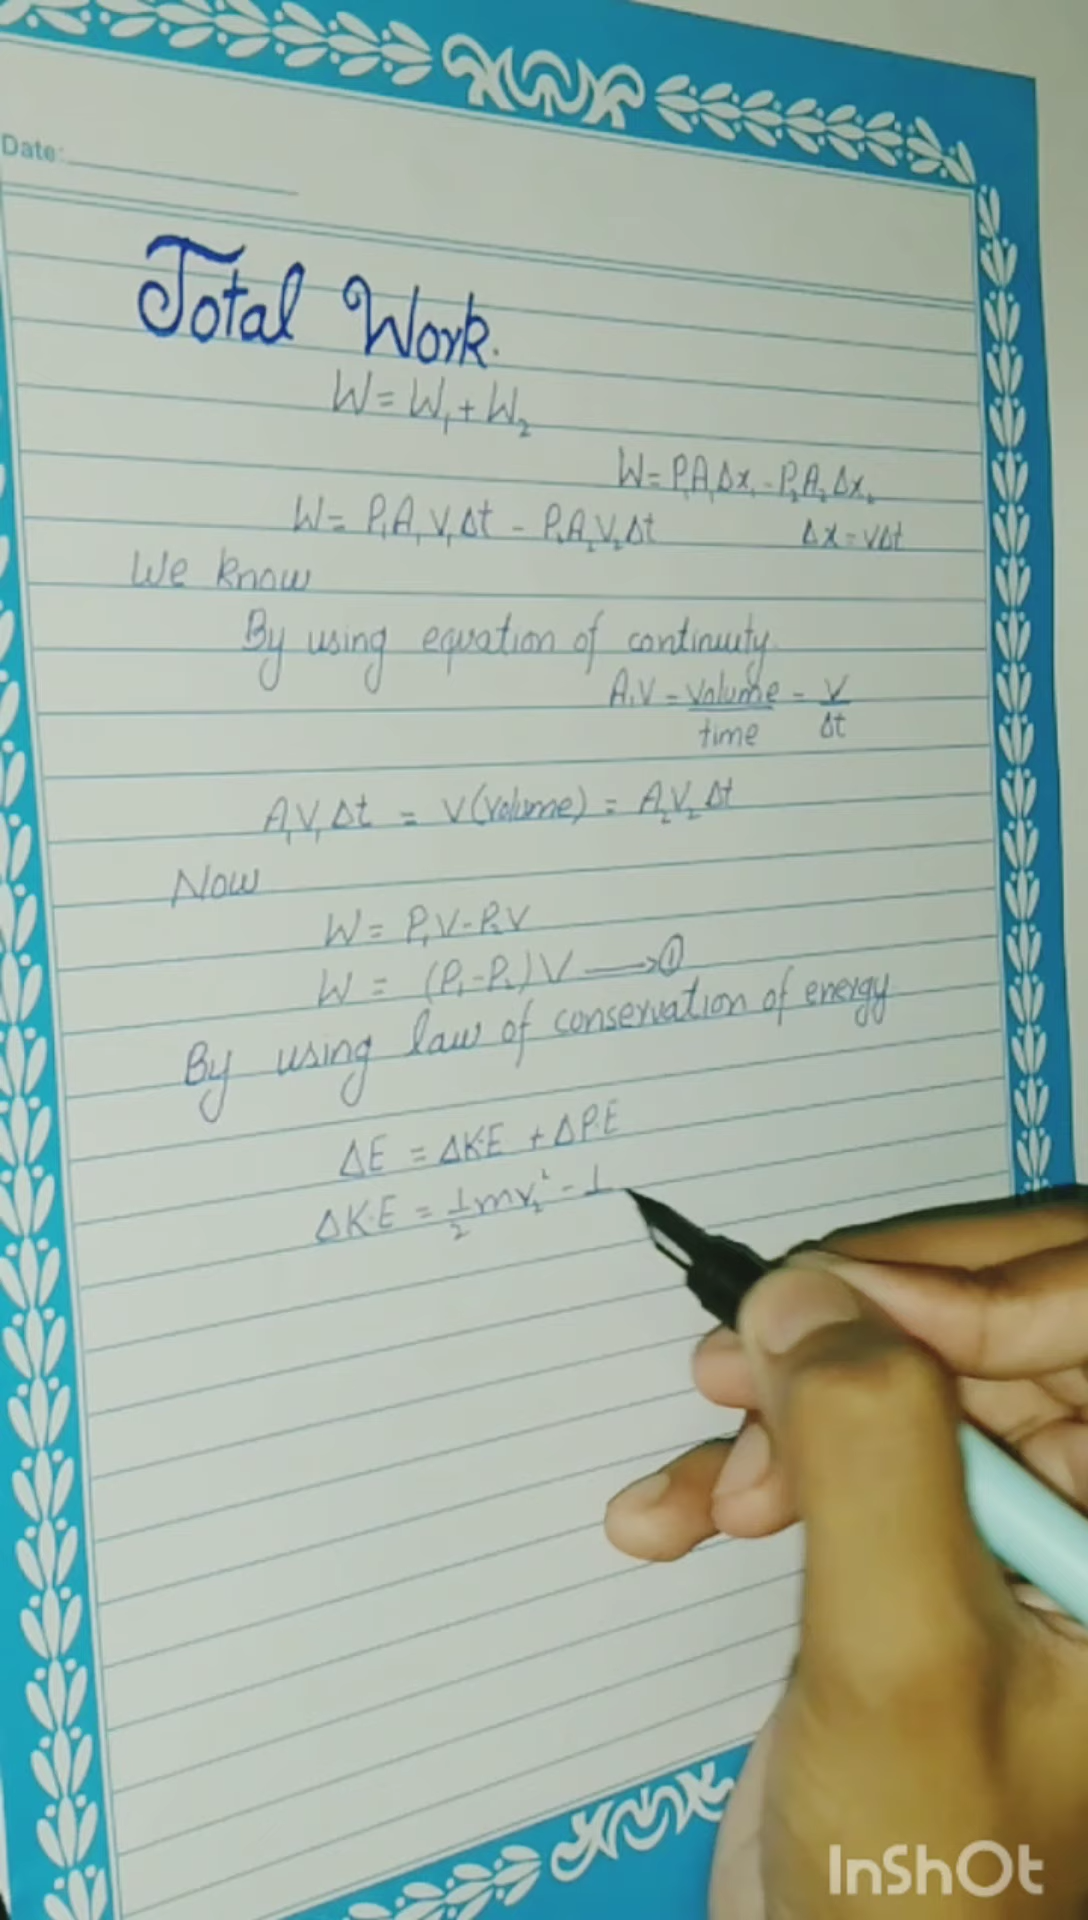 Date:
Total Work.
W = W₁ + W₂
W = P₁A₁Δx₁ - P₂A₂Δx₂
W = P₁A₁V₁Δt - P₂A₂V₂Δt
Δx = vΔt
We know
By using equation of continuity.
A₁V = volume/time = V/Δt
A₁V₁Δt = V(Volume) = A₂V₂Δt
Now
W = P₁V - P₂V
W = (P₁ - P₂)V ⟶ ①
By using law of conservation of energy
ΔE = ΔK.E + ΔP.E
ΔK.E = ½mv₂² - 1
InShOt